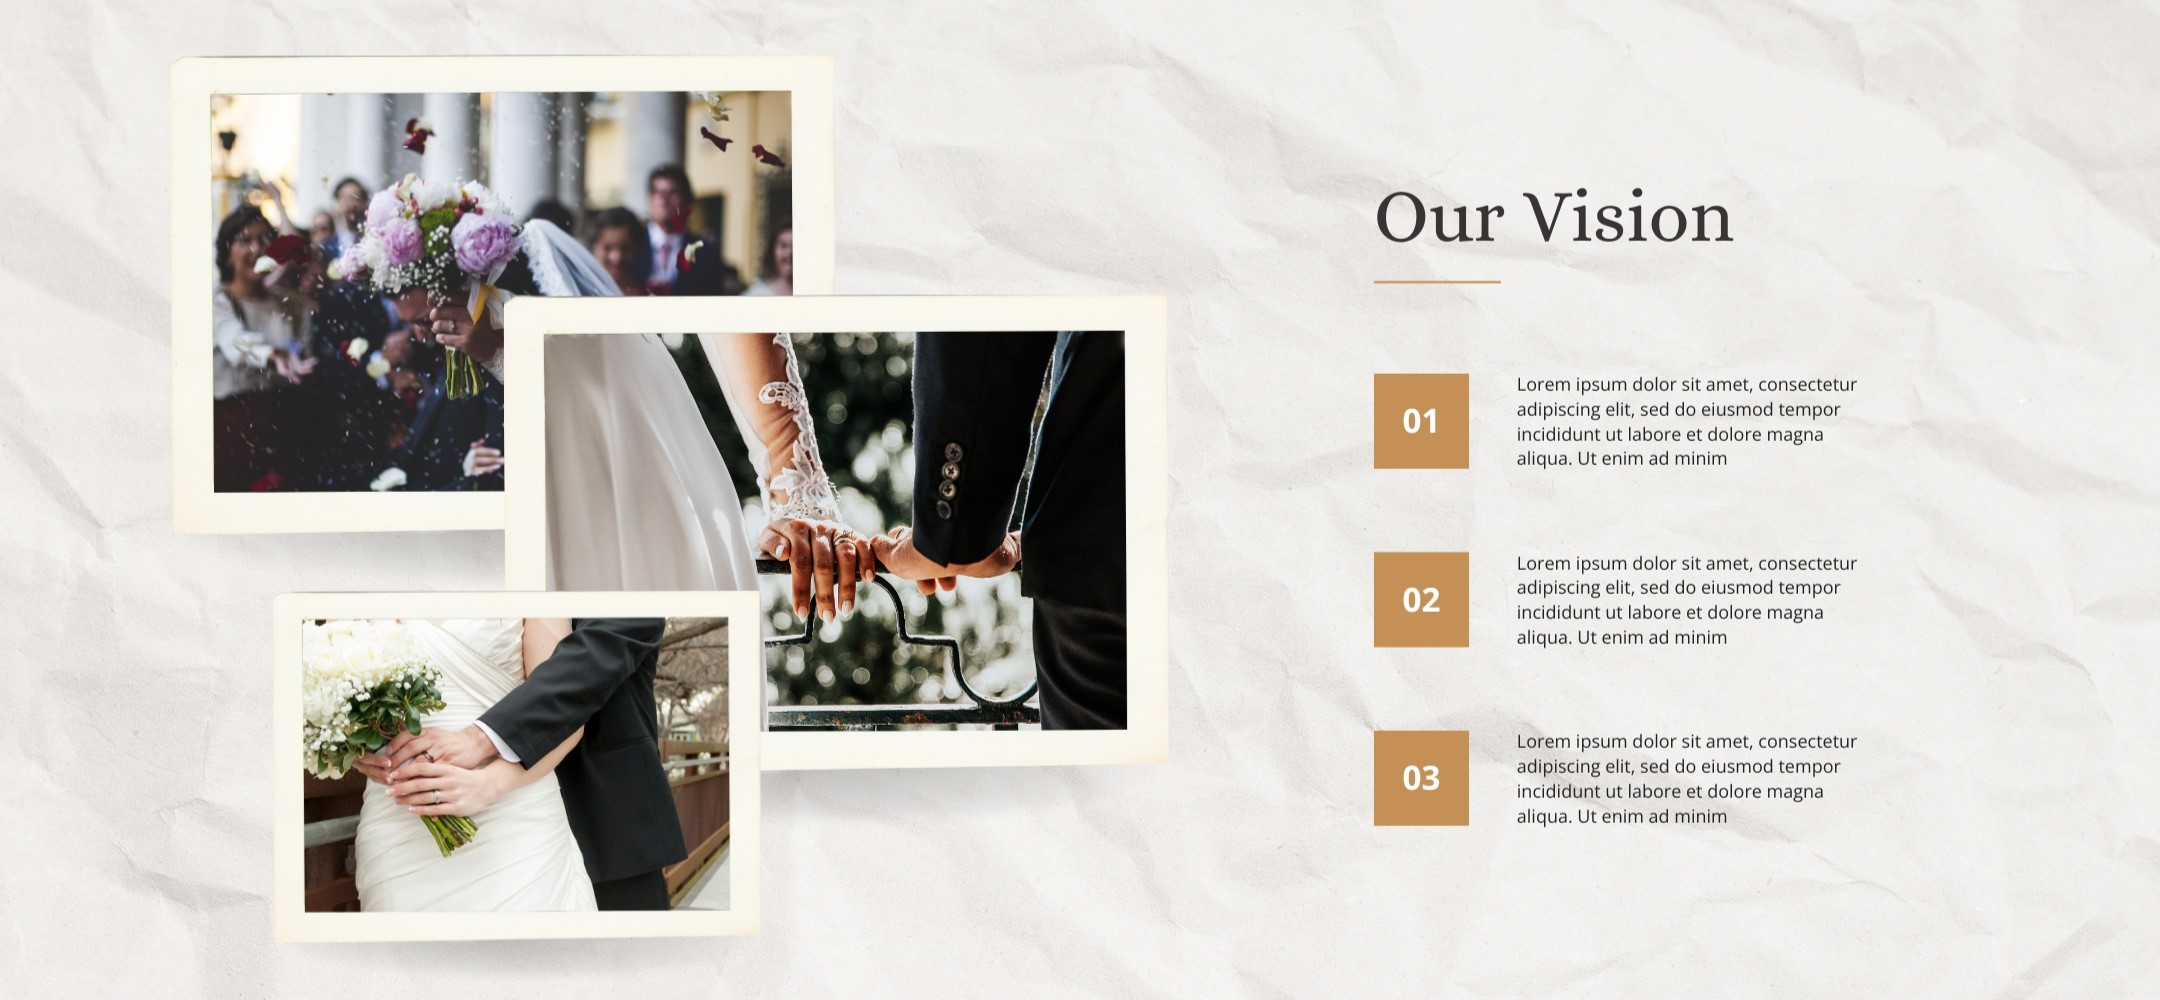 Our Vision
01
Lorem ipsum dolor sit amet, consectetur
adipiscing elit, sed do eiusmod tempor
incididunt ut labore et dolore magna
aliqua. Ut enim ad minim
02
Lorem ipsum dolor sit amet, consectetur
adipiscing elit, sed do eiusmod tempor
incididunt ut labore et dolore magna
aliqua. Ut enim ad minim
03
Lorem ipsum dolor sit amet, consectetur
adipiscing elit, sed do eiusmod tempor
incididunt ut labore et dolore magna
aliqua. Ut enim ad minim